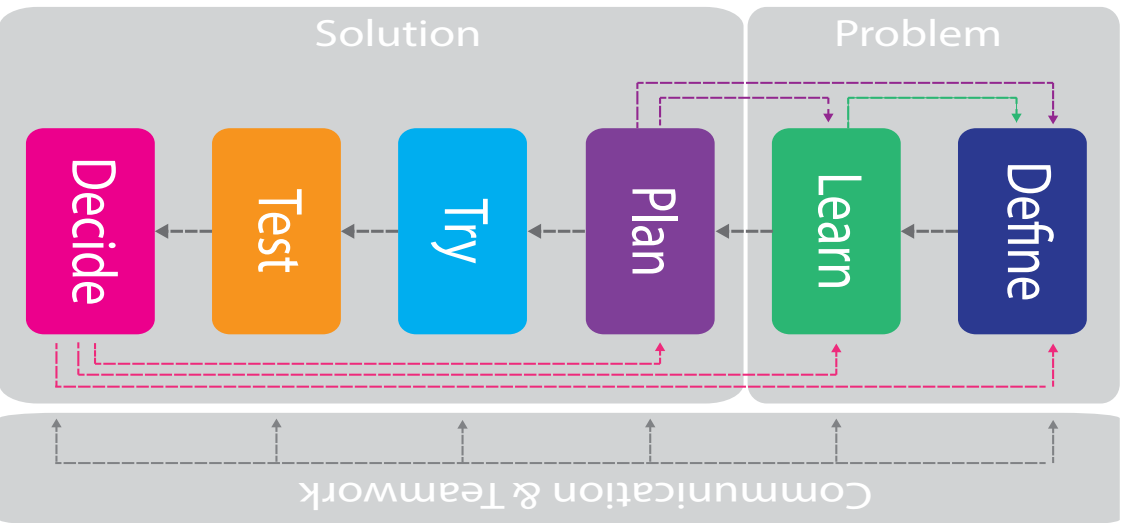 Solution
Problem
Decide
Test
Try
Plan
Learn
Define
Communication & Teamwork